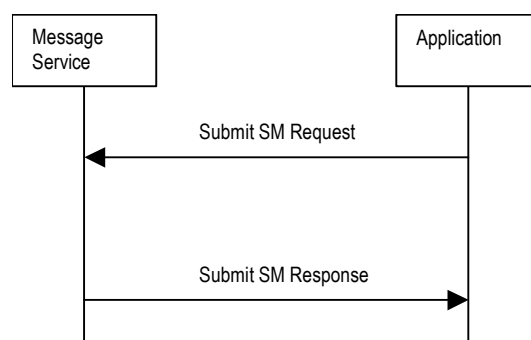 Message
Service
Application
Submit SM Request
Submit SM Response